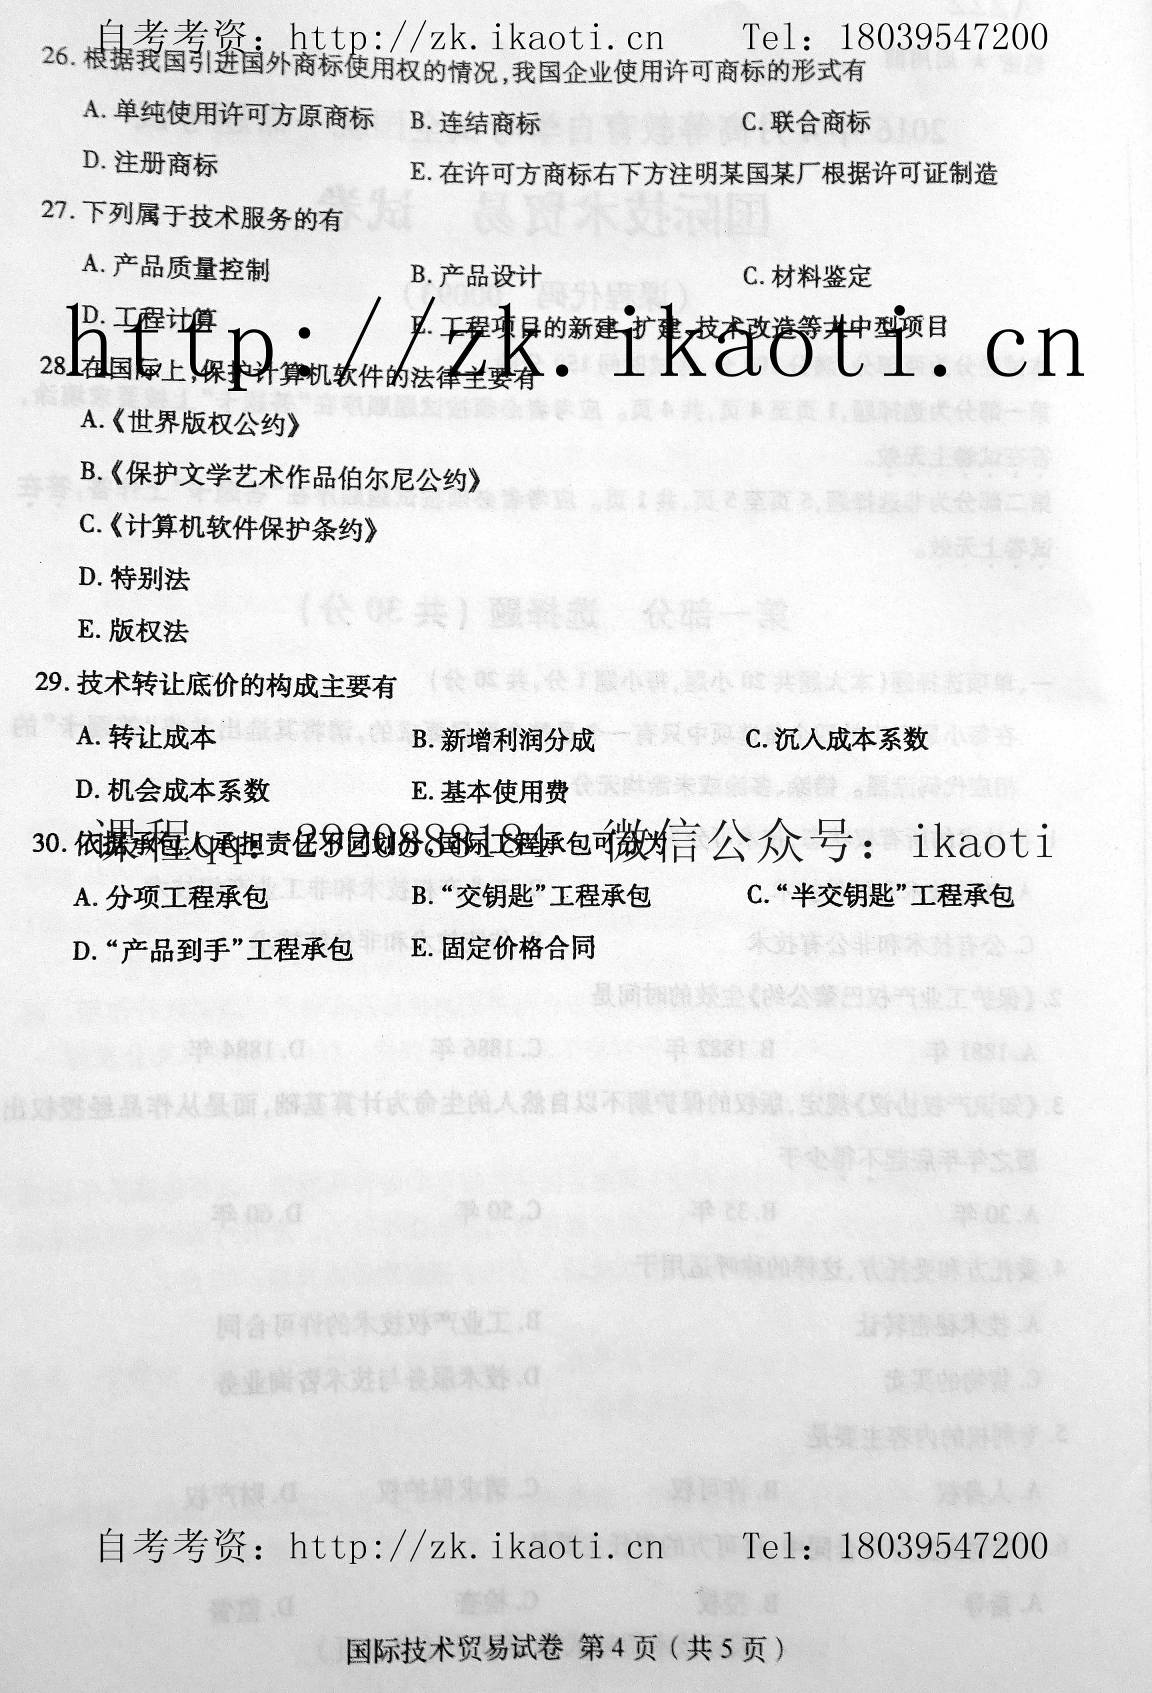 自考考资：http://zk.ikaoti.cn Tel：18039547200
26. 根据我国引进国外商标使用权的情况,我国企业使用许可商标的形式有
A. 单纯使用许可方原商标 B. 连结商标 C. 联合商标
D. 注册商标 E. 在许可方商标右下方注明某国某厂根据许可证制造
27. 下列属于技术服务的有
A. 产品质量控制 B. 产品设计 C. 材料鉴定
D. 工程计算 E. 工程项目的新建、扩建、技术改造等大中型项目
http://zk.ikaoti.cn
28. 在国际上,保护计算机软件的法律主要有
A.《世界版权公约》
B.《保护文学艺术作品伯尔尼公约》
C.《计算机软件保护条约》
D. 特别法
E. 版权法
29. 技术转让底价的构成主要有
A. 转让成本 B. 新增利润分成 C. 沉入成本系数
D. 机会成本系数 E. 基本使用费
课程qq：2920888184 微信公众号：ikaoti
30. 依据承包人承担责任不同划分,国际工程承包可分为
A. 分项工程承包 B. “交钥匙”工程承包 C. “半交钥匙”工程承包
D. “产品到手”工程承包 E. 固定价格合同
自考考资：http://zk.ikaoti.cn Tel：18039547200
国际技术贸易试卷 第 4 页 ( 共 5 页 )